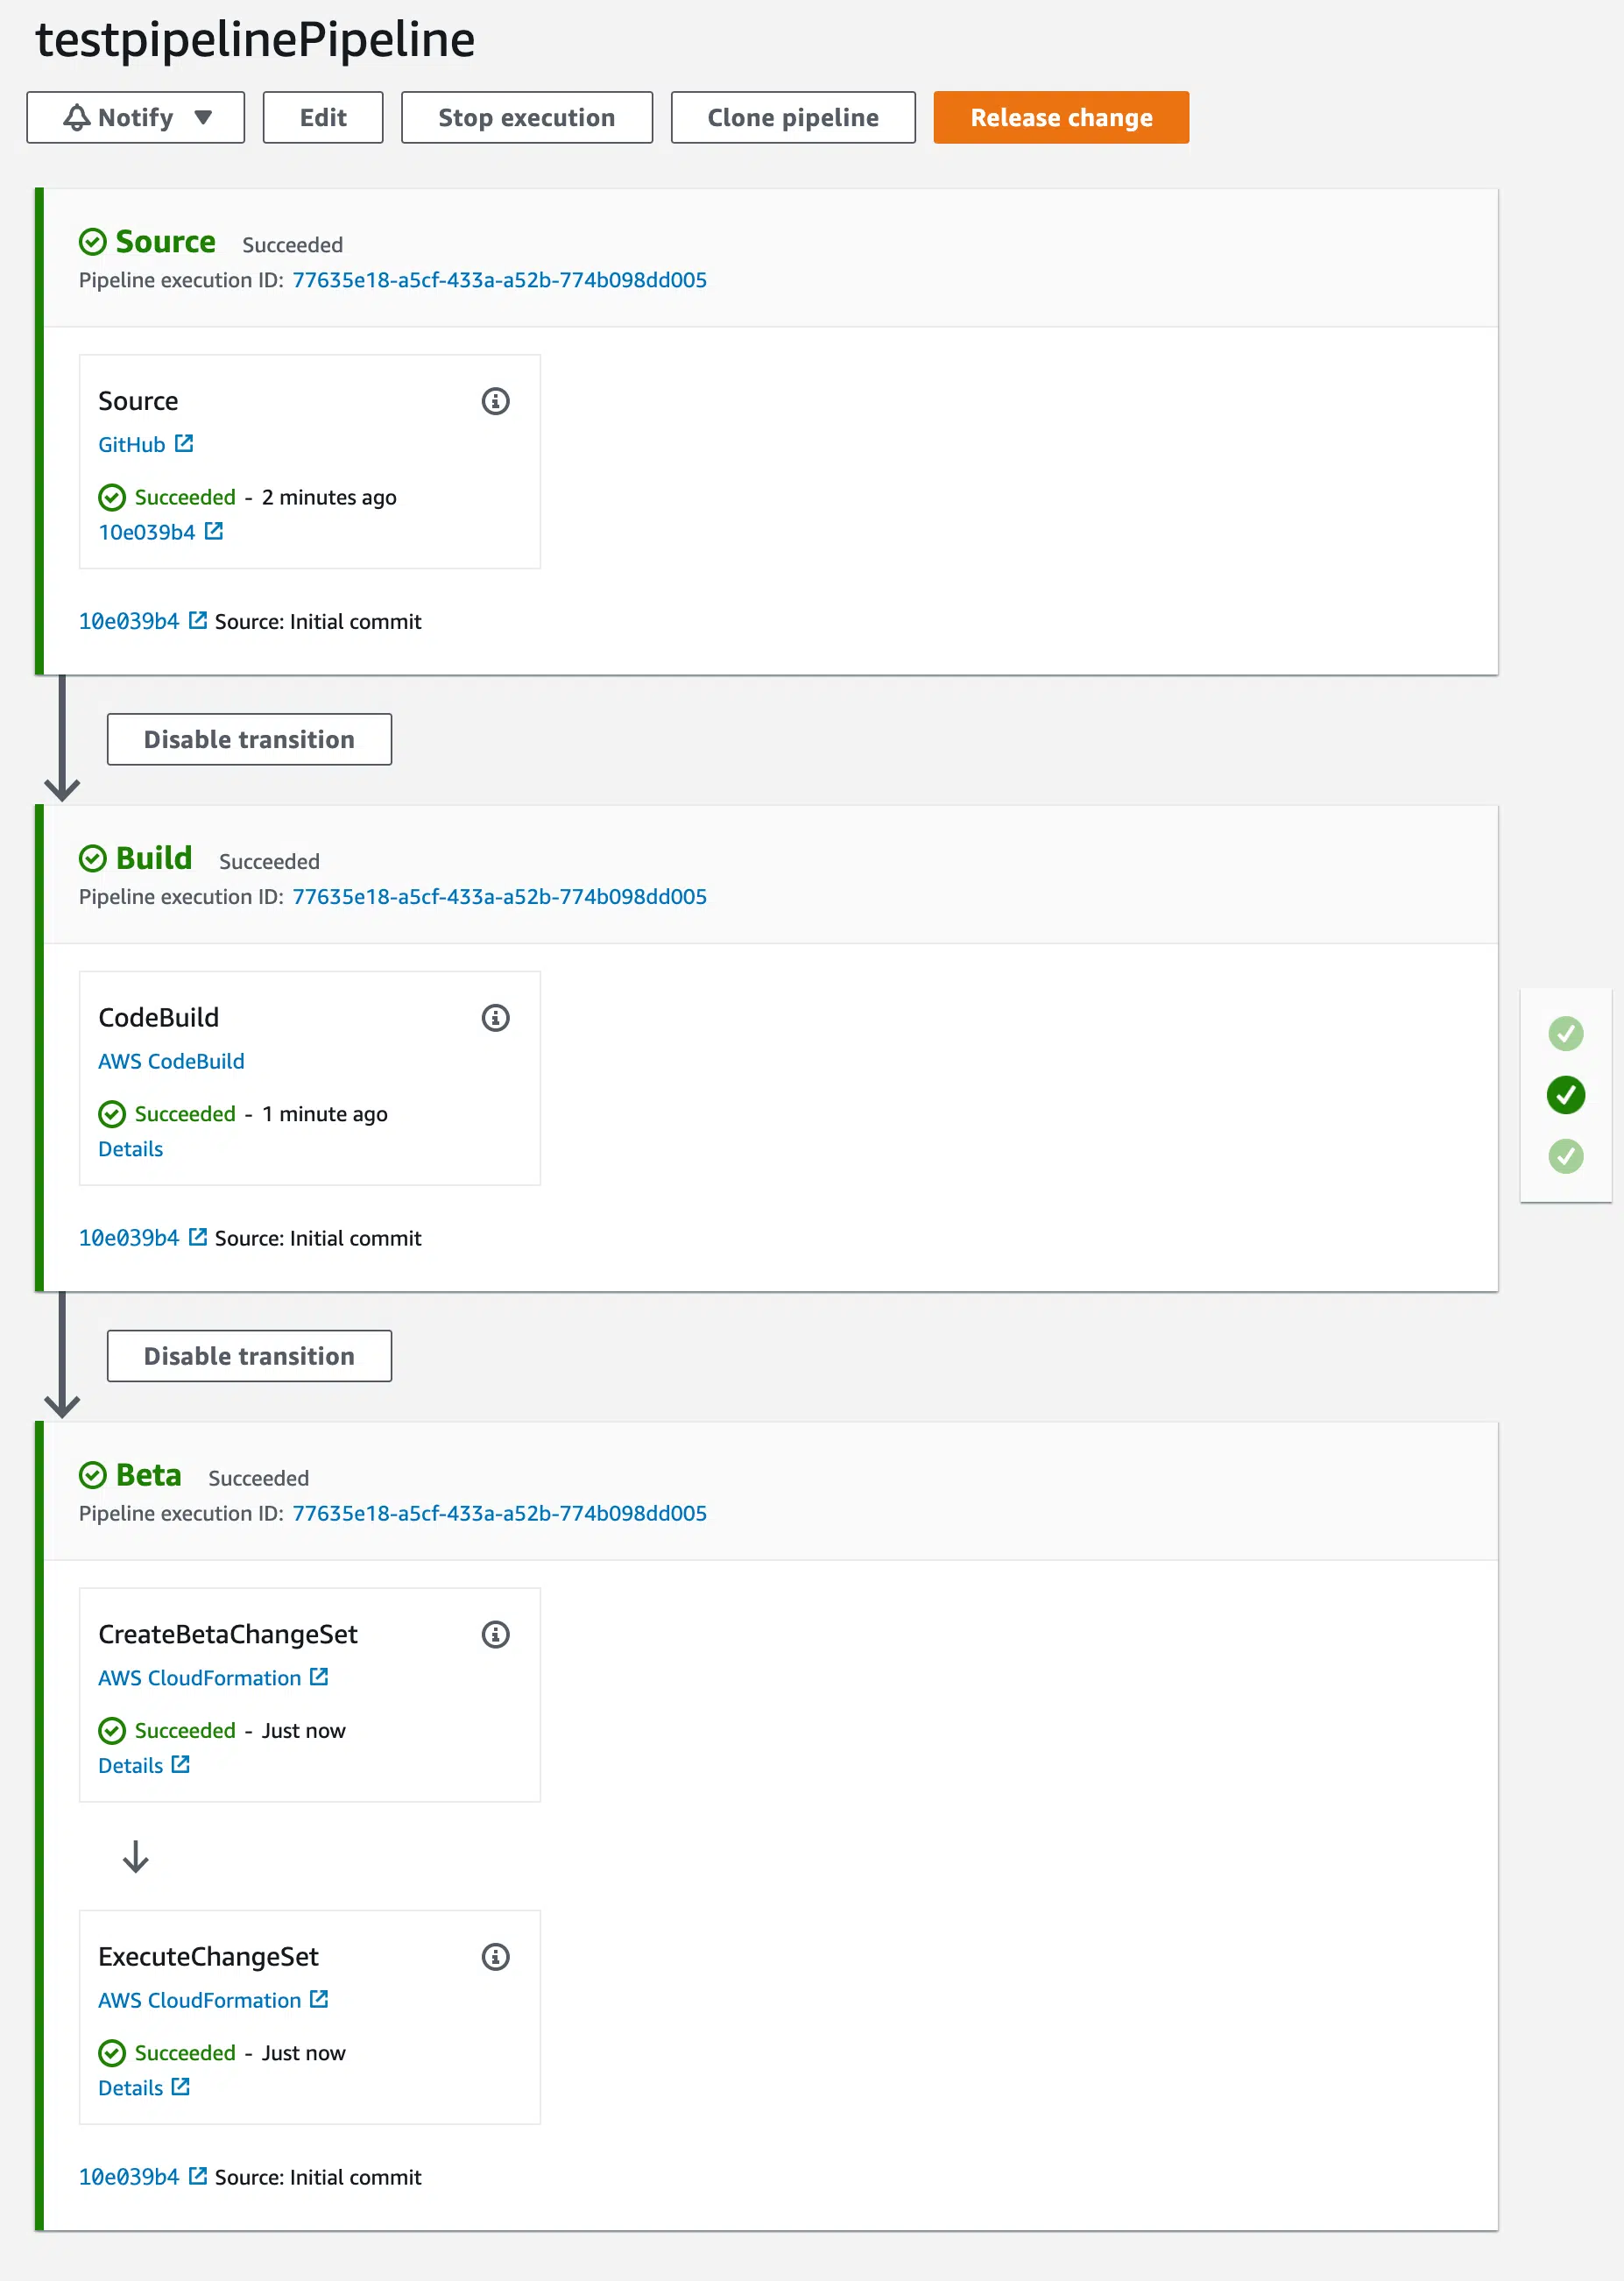 testpipelinePipeline
Notify Edit Stop execution Clone pipeline Release change
Source Succeeded
Pipeline execution ID: 77635e18-a5cf-433a-a52b-774b098dd005
Source
GitHub
Succeeded - 2 minutes ago
10e039b4
10e039b4 Source: Initial commit
Disable transition
Build Succeeded
Pipeline execution ID: 77635e18-a5cf-433a-a52b-774b098dd005
CodeBuild
AWS CodeBuild
Succeeded - 1 minute ago
Details
10e039b4 Source: Initial commit
Disable transition
Beta Succeeded
Pipeline execution ID: 77635e18-a5cf-433a-a52b-774b098dd005
CreateBetaChangeSet
AWS CloudFormation
Succeeded - Just now
Details
ExecuteChangeSet
AWS CloudFormation
Succeeded - Just now
Details
10e039b4 Source: Initial commit